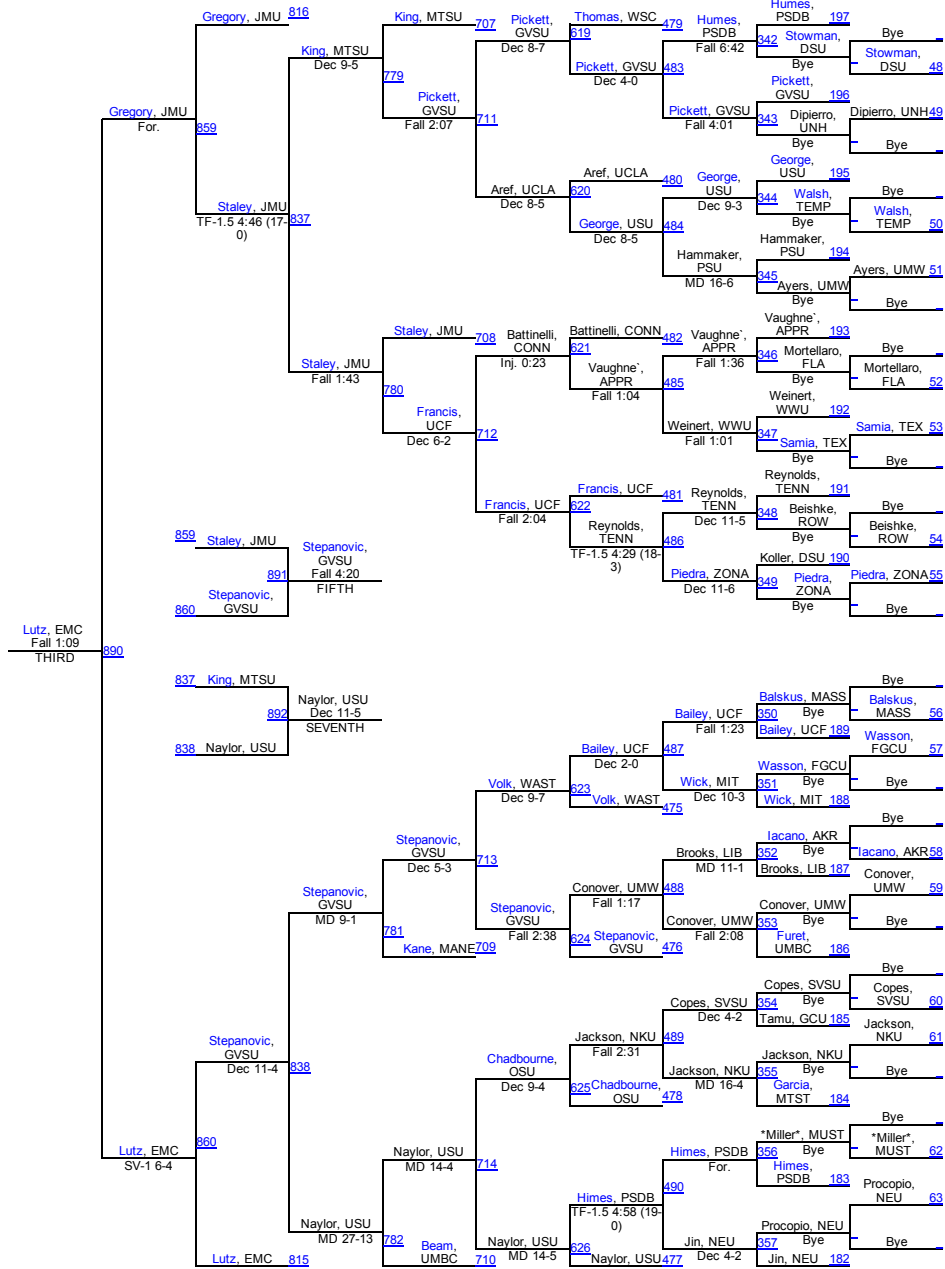 Gregory, JMU 816
King, MTSU 707
Pickett,
GVSU
Dec 8-7
Thomas, WSC 479
619
Humes,
PSDB
Fall 6:42
Humes,
PSDB 197
Bye
342 Stowman,
DSU
Bye
Stowman,
DSU 48
King, MTSU
Dec 9-5
779
Pickett, GVSU 483
Dec 4-0
Pickett,
GVSU 196
Pickett,
GVSU
Fall 2:07
711
Pickett, GVSU
Fall 4:01
343 Dipierro,
UNH
Bye
Dipierro, UNH 49
Bye
Gregory, JMU
For.
859
Aref, UCLA
Dec 8-5
Aref, UCLA 480
620
George,
USU
Dec 9-3
George,
USU 195
Bye
344 Walsh,
TEMP
Bye
Walsh,
TEMP 50
Staley, JMU
TF-1.5 4:46 (17-
0)
837
George, USU 484
Dec 8-5
Hammaker,
PSU
MD 16-6
Hammaker,
PSU 194
345 Ayers, UMW
Bye
Ayers, UMW 51
Bye
Staley, JMU 708
Battinelli,
CONN
Inj. 0:23
Battinelli, CONN 482
621
Vaughne`,
APPR
Fall 1:36
Vaughne`,
APPR 193
Bye
346 Mortellaro,
FLA
Bye
Mortellaro,
FLA 52
Staley, JMU
Fall 1:43
780
Vaughne`,
APPR
Fall 1:04
485
Weinert,
WWU 192
Francis,
UCF
Dec 6-2
712
Weinert, WWU
Fall 1:01
347
Samia, TEX
Bye
Samia, TEX 53
Bye
Francis, UCF
Fall 2:04
Francis, UCF 481
622
Reynolds,
TENN
Dec 11-5
Reynolds,
TENN 191
Bye
348 Beishke,
ROW
Bye
Beishke,
ROW 54
Reynolds,
TENN
TF-1.5 4:29 (18-
3)
486
Piedra, ZONA
Dec 11-6
Koller, DSU 190
349 Piedra,
ZONA
Bye
Piedra, ZONA 55
Bye
859
Staley, JMU
891
Stepanovic,
GVSU
Fall 4:20
FIFTH
860 Stepanovic,
GVSU
Lutz, EMC
Fall 1:09
THIRD
890
837 King, MTSU
892
Naylor, USU
Dec 11-5
SEVENTH
838 Naylor, USU
Bye
Balskus, MASS
350 Bye
Balskus,
MASS 56
Bailey, UCF
Fall 1:23
Bailey, UCF 189
Bailey, UCF
Dec 2-0
487
Wasson,
FGCU 57
Wasson, FGCU
351 Bye
Bye
Wick, MIT
Dec 10-3
Wick, MIT 188
Volk, WAST
Dec 9-7
623
Volk, WAST 475
Bye
Iacano, AKR
352 Bye
Iacano, AKR 58
Brooks, LIB
MD 11-1
Brooks, LIB 187
Stepanovic,
GVSU
Dec 5-3
713
Conover, UMW
Fall 1:17
488
Conover,
UMW 59
Conover, UMW
353 Bye
Bye
Conover, UMW
Fall 2:08
Furet,
UMBC 186
Stepanovic,
GVSU
Fall 2:38
624 Stepanovic,
GVSU 476
Stepanovic,
GVSU
MD 9-1
781
Kane, MANE 709
Bye
Copes, SVSU
354 Bye
Copes,
SVSU 60
Copes, SVSU
Dec 4-2
Tamu, GCU 185
Jackson, NKU
Fall 2:31
489
Jackson,
NKU 61
Jackson, NKU
355 Bye
Bye
Jackson, NKU
MD 16-4
Garcia,
MTST 184
Stepanovic,
GVSU
Dec 11-4
838
Chadbourne,
OSU
Dec 9-4
625 Chadbourne,
OSU 478
Bye
*Miller*, MUST
356 Bye
*Miller*,
MUST 62
Lutz, EMC
SV-1 6-4
860
Naylor, USU
MD 14-4
714
Himes, PSDB
For.
Himes,
PSDB 183
490
Himes, PSDB
TF-1.5 4:58 (19-
0)
Procopio,
NEU 63
Procopio, NEU
357 Bye
Bye
Naylor, USU
MD 27-13
782
Beam,
UMBC 710
Naylor, USU
MD 14-5
626
Naylor, USU 477
Jin, NEU
Dec 4-2
Jin, NEU 182
Lutz, EMC 815